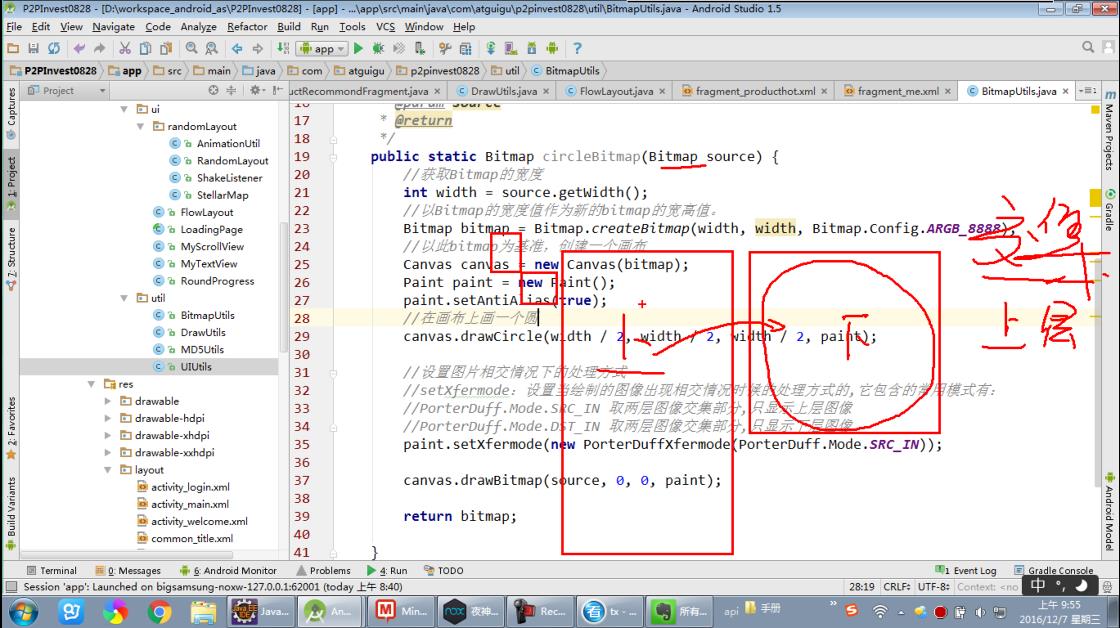 P2PInvest0828 - [D:\workspace_android_as\P2PInvest0828] - [app] - ...\app\src\main\java\com\atguigu\p2pinvest0828\util\BitmapUtils.java - Android Studio 1.5
File Edit View Navigate Code Analyze Refactor Build Run Tools VCS Window Help
app
P2PInvest0828 app src main java com atguigu p2pinvest0828 util BitmapUtils
Project
uctRecommondFragment.java DrawUtils.java FlowLayout.java fragment_producthot.xml fragment_me.xml BitmapUtils.java
Captures
1: Project
7: Structure
2: Favorites
Build Variants
ui
randomLayout
AnimationUtil
RandomLayout
ShakeListener
StellarMap
FlowLayout
LoadingPage
MyScrollView
MyTextView
RoundProgress
util
BitmapUtils
DrawUtils
MD5Utils
UIUtils
res
drawable
drawable-hdpi
drawable-xhdpi
drawable-xxhdpi
layout
activity_login.xml
activity_main.xml
activity_welcome.xml
common_title.xml
16 * @param source
17 * @return
18 */
19 public static Bitmap circleBitmap(Bitmap source) {
20 //获取Bitmap的宽度
21 int width = source.getWidth();
22 //以Bitmap的宽度值作为新的bitmap的宽高值。
23 Bitmap bitmap = Bitmap.createBitmap(width, width, Bitmap.Config.ARGB_8888);
24 //以此bitmap为基准，创建一个画布
25 Canvas canvas = new Canvas(bitmap);
26 Paint paint = new Paint();
27 paint.setAntiAlias(true);
28 //在画布上画一个圆
29 canvas.drawCircle(width / 2, width / 2, width / 2, paint);
30
31 //设置图片相交情况下的处理方式
32 //setXfermode：设置当绘制的图像出现相交情况时候的处理方式的,它包含的常用模式有：
33 //PorterDuff.Mode.SRC_IN 取两层图像交集部分,只显示上层图像
34 //PorterDuff.Mode.DST_IN 取两层图像交集部分,只显示下层图像
35 paint.setXfermode(new PorterDuffXfermode(PorterDuff.Mode.SRC_IN));
36
37 canvas.drawBitmap(source, 0, 0, paint);
38
39 return bitmap;
40
41 }
上
下
上层
Maven Projects
Gradle
Android Model
Terminal 0: Messages 6: Android Monitor Problems 4: Run TODO 1 Event Log Gradle Console
Session 'app': Launched on bigsamsung-noxw-127.0.0.1:62001 (today 上午 8:40) 28:19 CRLF÷ UTF-8÷ Context: <no
中
Java... An... Min... 夜神... Rec... tx - ... 所有... api 手册
上午 9:55
2016/12/7 星期三